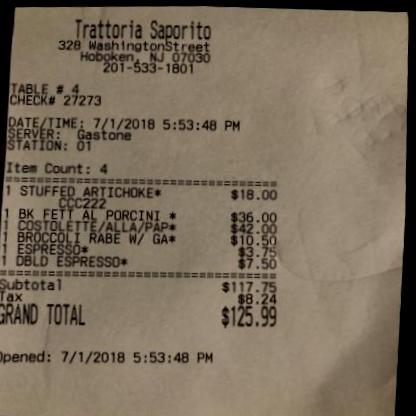 Trattoria Saporito
328 WashingtonStreet
Hoboken, NJ 07030
201-533-1801
TABLE # 4
CHECK# 27273
DATE/TIME: 7/1/2018 5:53:48 PM
SERVER: Gastone
STATION: 01
Item Count: 4
1 STUFFED ARTICHOKE* $18.00
CCC222
1 BK FETT AL PORCINI * $36.00
1 COSTOLETTE/ALLA/PAP* $42.00
1 BROCCOLI RABE W/ GA* $10.50
1 ESPRESSO* $3.75
1 DBLD ESPRESSO* $7.50
Subtotal $117.75
Tax $8.24
GRAND TOTAL $125.99
Opened: 7/1/2018 5:53:48 PM